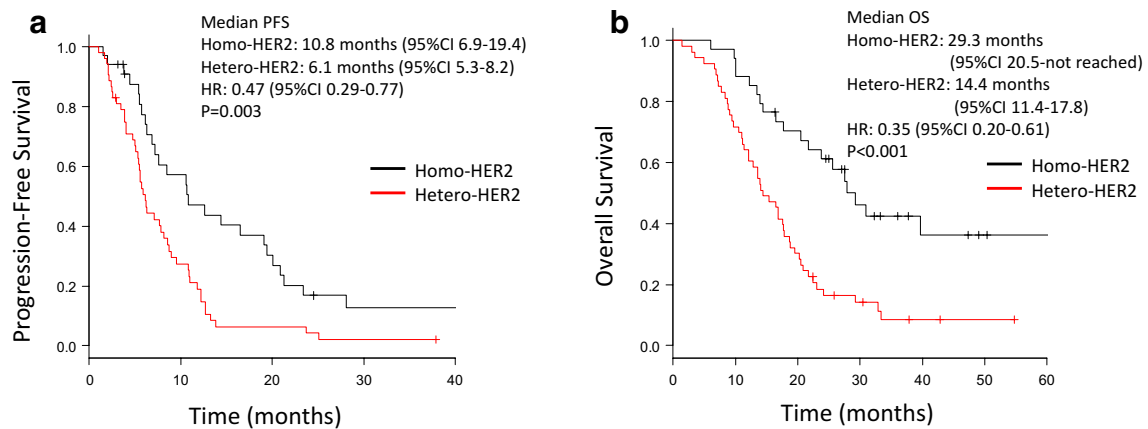 a
Median PFS
Homo-HER2: 10.8 months (95%CI 6.9-19.4)
Hetero-HER2: 6.1 months (95%CI 5.3-8.2)
HR: 0.47 (95%CI 0.29-0.77)
P=0.003
Homo-HER2
Hetero-HER2
Progression-Free Survival
1.0
0.8
0.6
0.4
0.2
0.0
0 10 20 30 40
Time (months)
b
Median OS
Homo-HER2: 29.3 months
(95%CI 20.5-not reached)
Hetero-HER2: 14.4 months
(95%CI 11.4-17.8)
HR: 0.35 (95%CI 0.20-0.61)
P<0.001
Homo-HER2
Hetero-HER2
Overall Survival
1.0
0.8
0.6
0.4
0.2
0.0
0 10 20 30 40 50 60
Time (months)